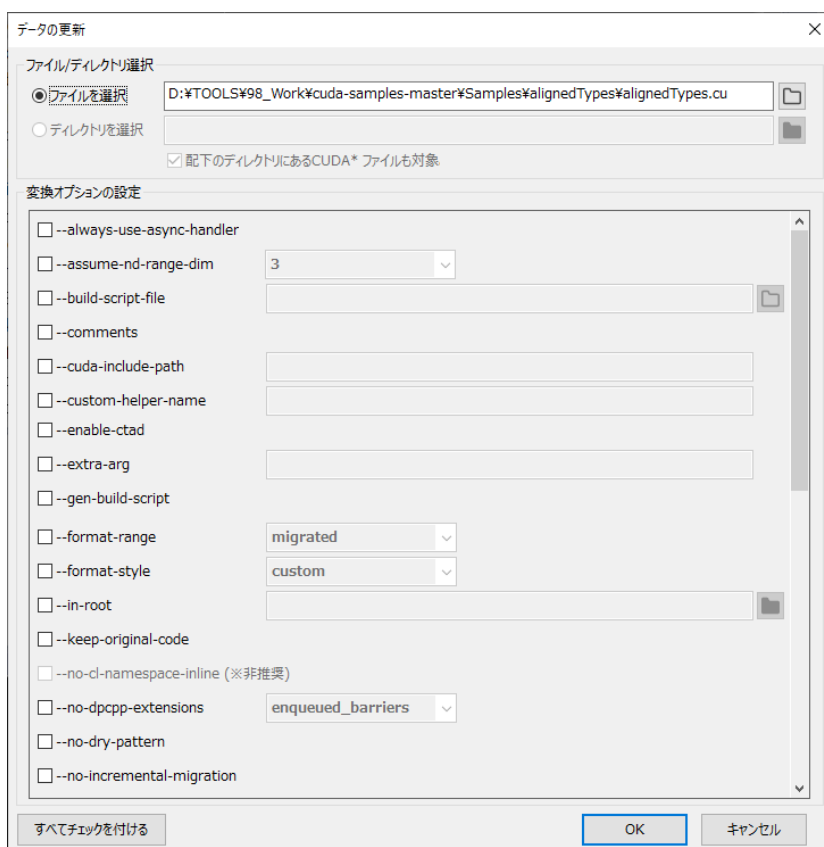 データの更新
ファイル/ディレクトリ選択
ファイルを選択 D:¥TOOLS¥98_Work¥cuda-samples-master¥Samples¥alignedTypes¥alignedTypes.cu
ディレクトリを選択
配下のディレクトリにあるCUDA* ファイルも対象
変換オプションの設定
--always-use-async-handler
--assume-nd-range-dim 3
--build-script-file
--comments
--cuda-include-path
--custom-helper-name
--enable-ctad
--extra-arg
--gen-build-script
--format-range migrated
--format-style custom
--in-root
--keep-original-code
--no-cl-namespace-inline (※非推奨)
--no-dpcpp-extensions enqueued_barriers
--no-dry-pattern
--no-incremental-migration
すべてチェックを付ける OK キャンセル